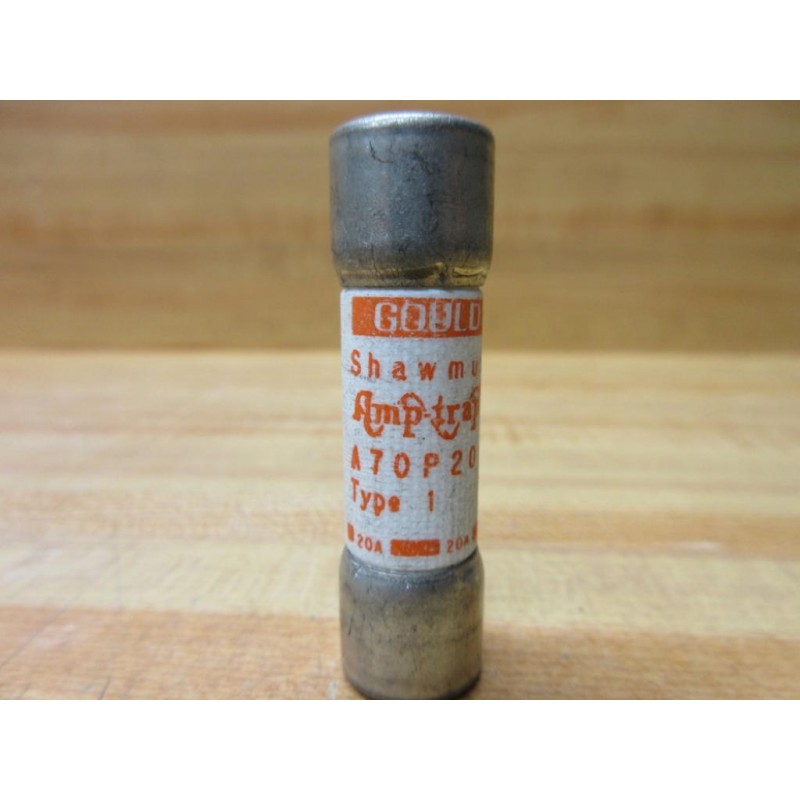 GOULD
Shawmu
Amp-trap
A70P20
Type 1
20A 20A